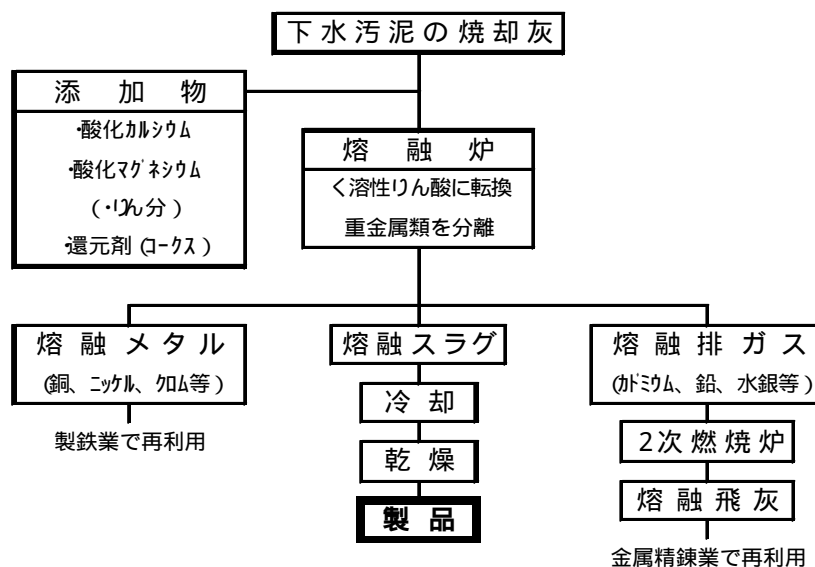 下水汚泥の焼却灰
添加物
・酸化ｶﾙｼｳﾑ
・酸化ﾏｸﾞﾈｼｳﾑ
（・りん分）
・還元剤（ｺｰｸｽ）
熔融炉
く溶性りん酸に転換
重金属類を分離
熔融メタル
（銅、ﾆｯｹﾙ、ｸﾛﾑ等）
製鉄業で再利用
熔融スラグ
冷却
乾燥
製品
熔融排ガス
（ｶﾄﾞﾐｳﾑ、鉛、水銀等）
2次燃焼炉
熔融飛灰
金属精錬業で再利用